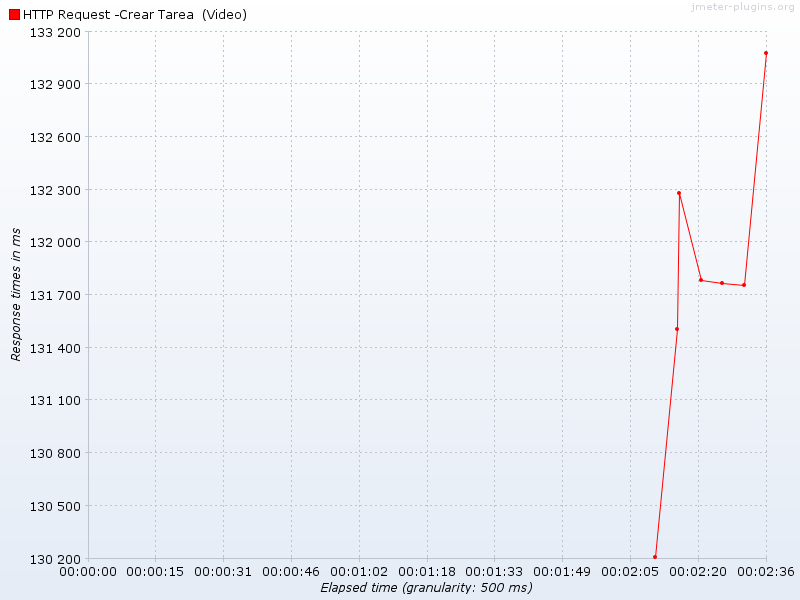 jmeter-plugins.org
HTTP Request -Crear Tarea  (Video)
133 200
132 900
132 600
132 300
132 000
131 700
131 400
131 100
130 800
130 500
130 200
Response times in ms
00:00:00 00:00:15 00:00:31 00:00:46 00:01:02 00:01:18 00:01:33 00:01:49 00:02:05 00:02:20 00:02:36
Elapsed time (granularity: 500 ms)